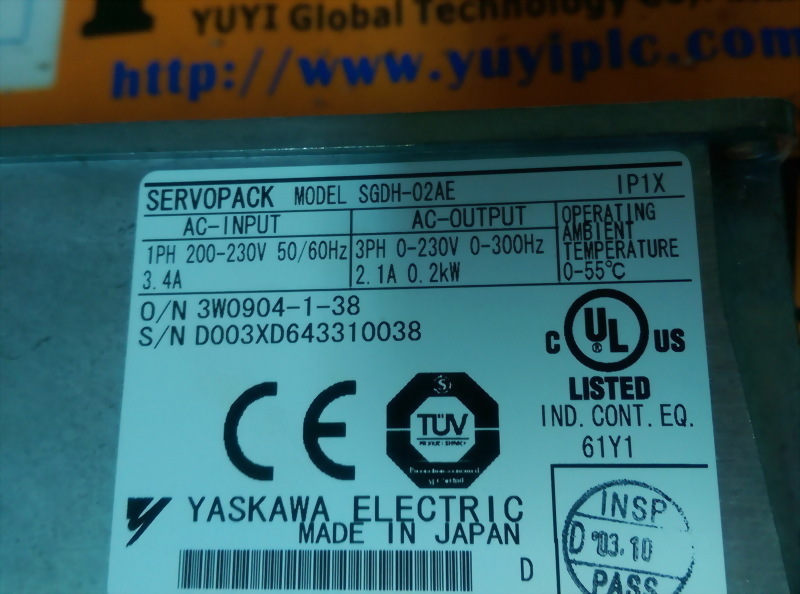 YUYI Global Technology
http://www.yuyiplc.com
SERVOPACK MODEL SGDH-02AE IP1X
AC-INPUT AC-OUTPUT
1PH 200-230V 50/60Hz 3PH 0-230V 0-300Hz
3.4A 2.1A 0.2kW
OPERATING
AMBIENT
TEMPERATURE
0-55℃
O/N 3W0904-1-38
S/N D003XD643310038
C UL ® US
LISTED
IND. CONT. EQ.
61Y1
CE
TÜV
YASKAWA ELECTRIC
MADE IN JAPAN
D
INSP
D '03.10
PASS